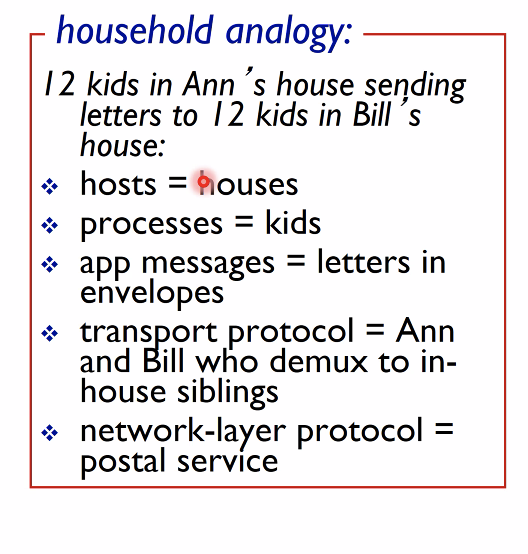 household analogy:
12 kids in Ann´s house sending
letters to 12 kids in Bill´s
house:
❖ hosts = houses
❖ processes = kids
❖ app messages = letters in
envelopes
❖ transport protocol = Ann
and Bill who demux to in-
house siblings
❖ network-layer protocol =
postal service